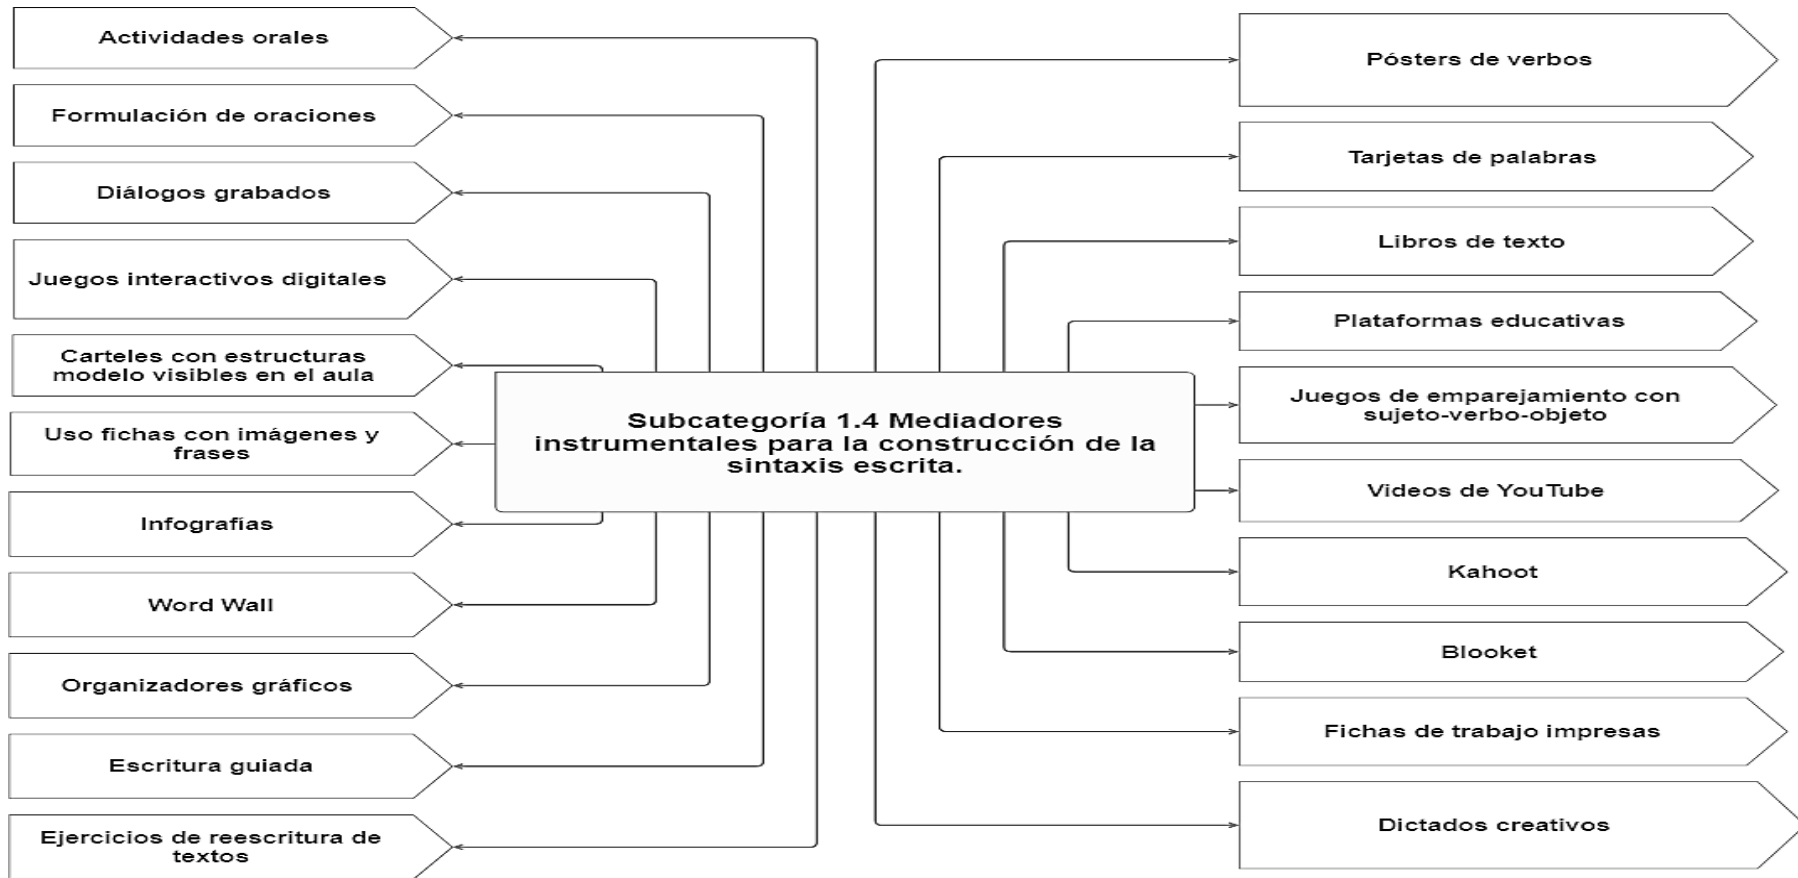 Actividades orales
Formulación de oraciones
Diálogos grabados
Juegos interactivos digitales
Carteles con estructuras
modelo visibles en el aula
Uso fichas con imágenes y
frases
Infografías
Word Wall
Organizadores gráficos
Escritura guiada
Ejercicios de reescritura de
textos
Subcategoría 1.4 Mediadores
instrumentales para la construcción de la
sintaxis escrita.
Pósters de verbos
Tarjetas de palabras
Libros de texto
Plataformas educativas
Juegos de emparejamiento con
sujeto-verbo-objeto
Videos de YouTube
Kahoot
Blooket
Fichas de trabajo impresas
Dictados creativos